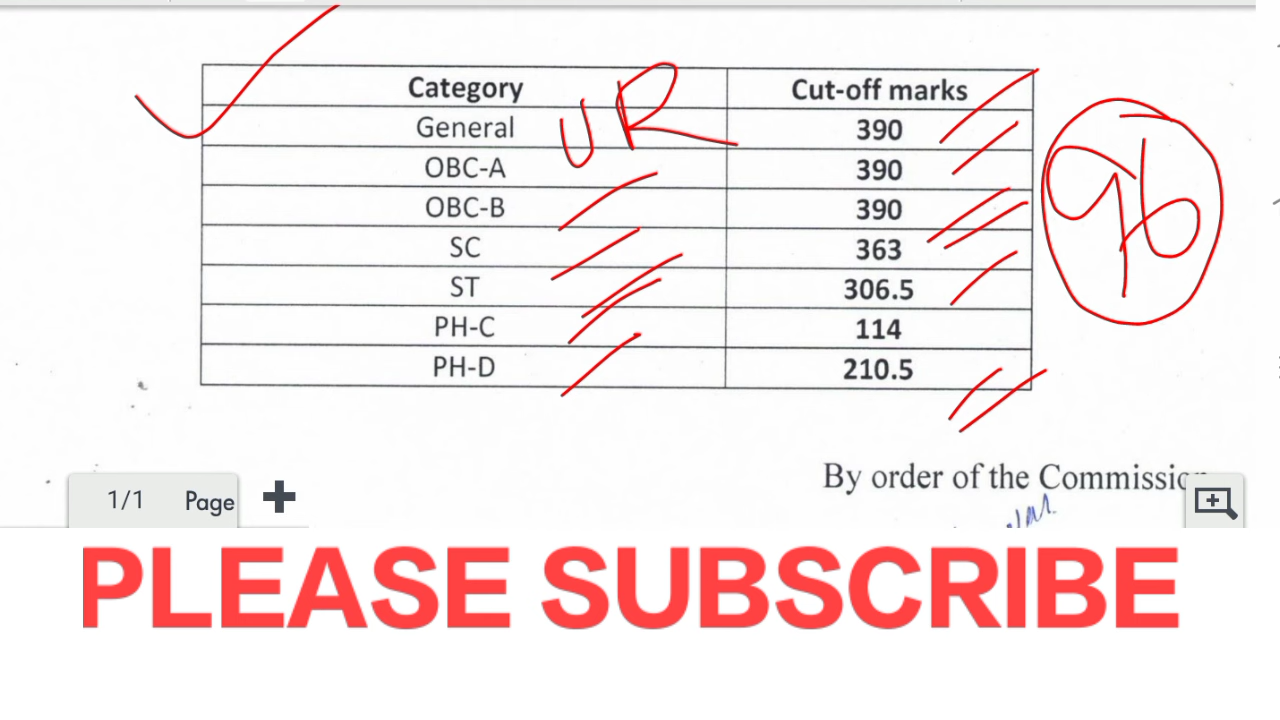 Category Cut-off marks
General UR 390
OBC-A 390
OBC-B 390
SC 363
ST 306.5
PH-C 114
PH-D 210.5
96
By order of the
1/1 Page +
PLEASE SUBSCRIBE